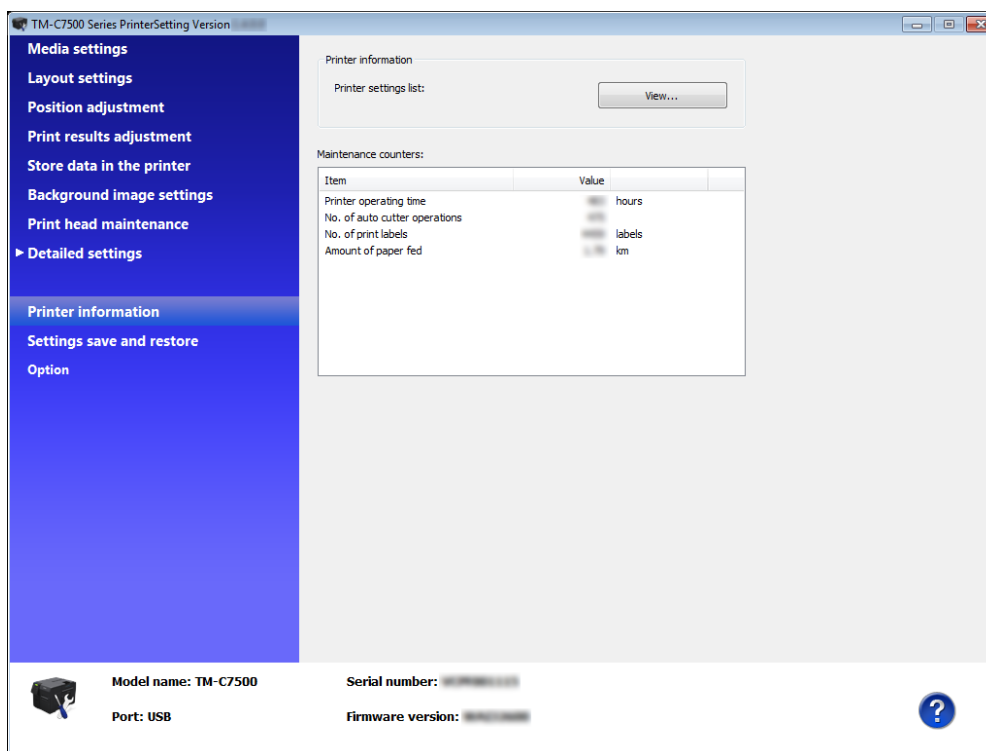 TM-C7500 Series PrinterSetting Version
Media settings
Layout settings
Position adjustment
Print results adjustment
Store data in the printer
Background image settings
Print head maintenance
Detailed settings
Printer information
Settings save and restore
Option
Printer information
Printer settings list:
View...
Maintenance counters:
Item Value
Printer operating time hours
No. of auto cutter operations
No. of print labels labels
Amount of paper fed km
Model name: TM-C7500
Serial number:
Port: USB
Firmware version:
?